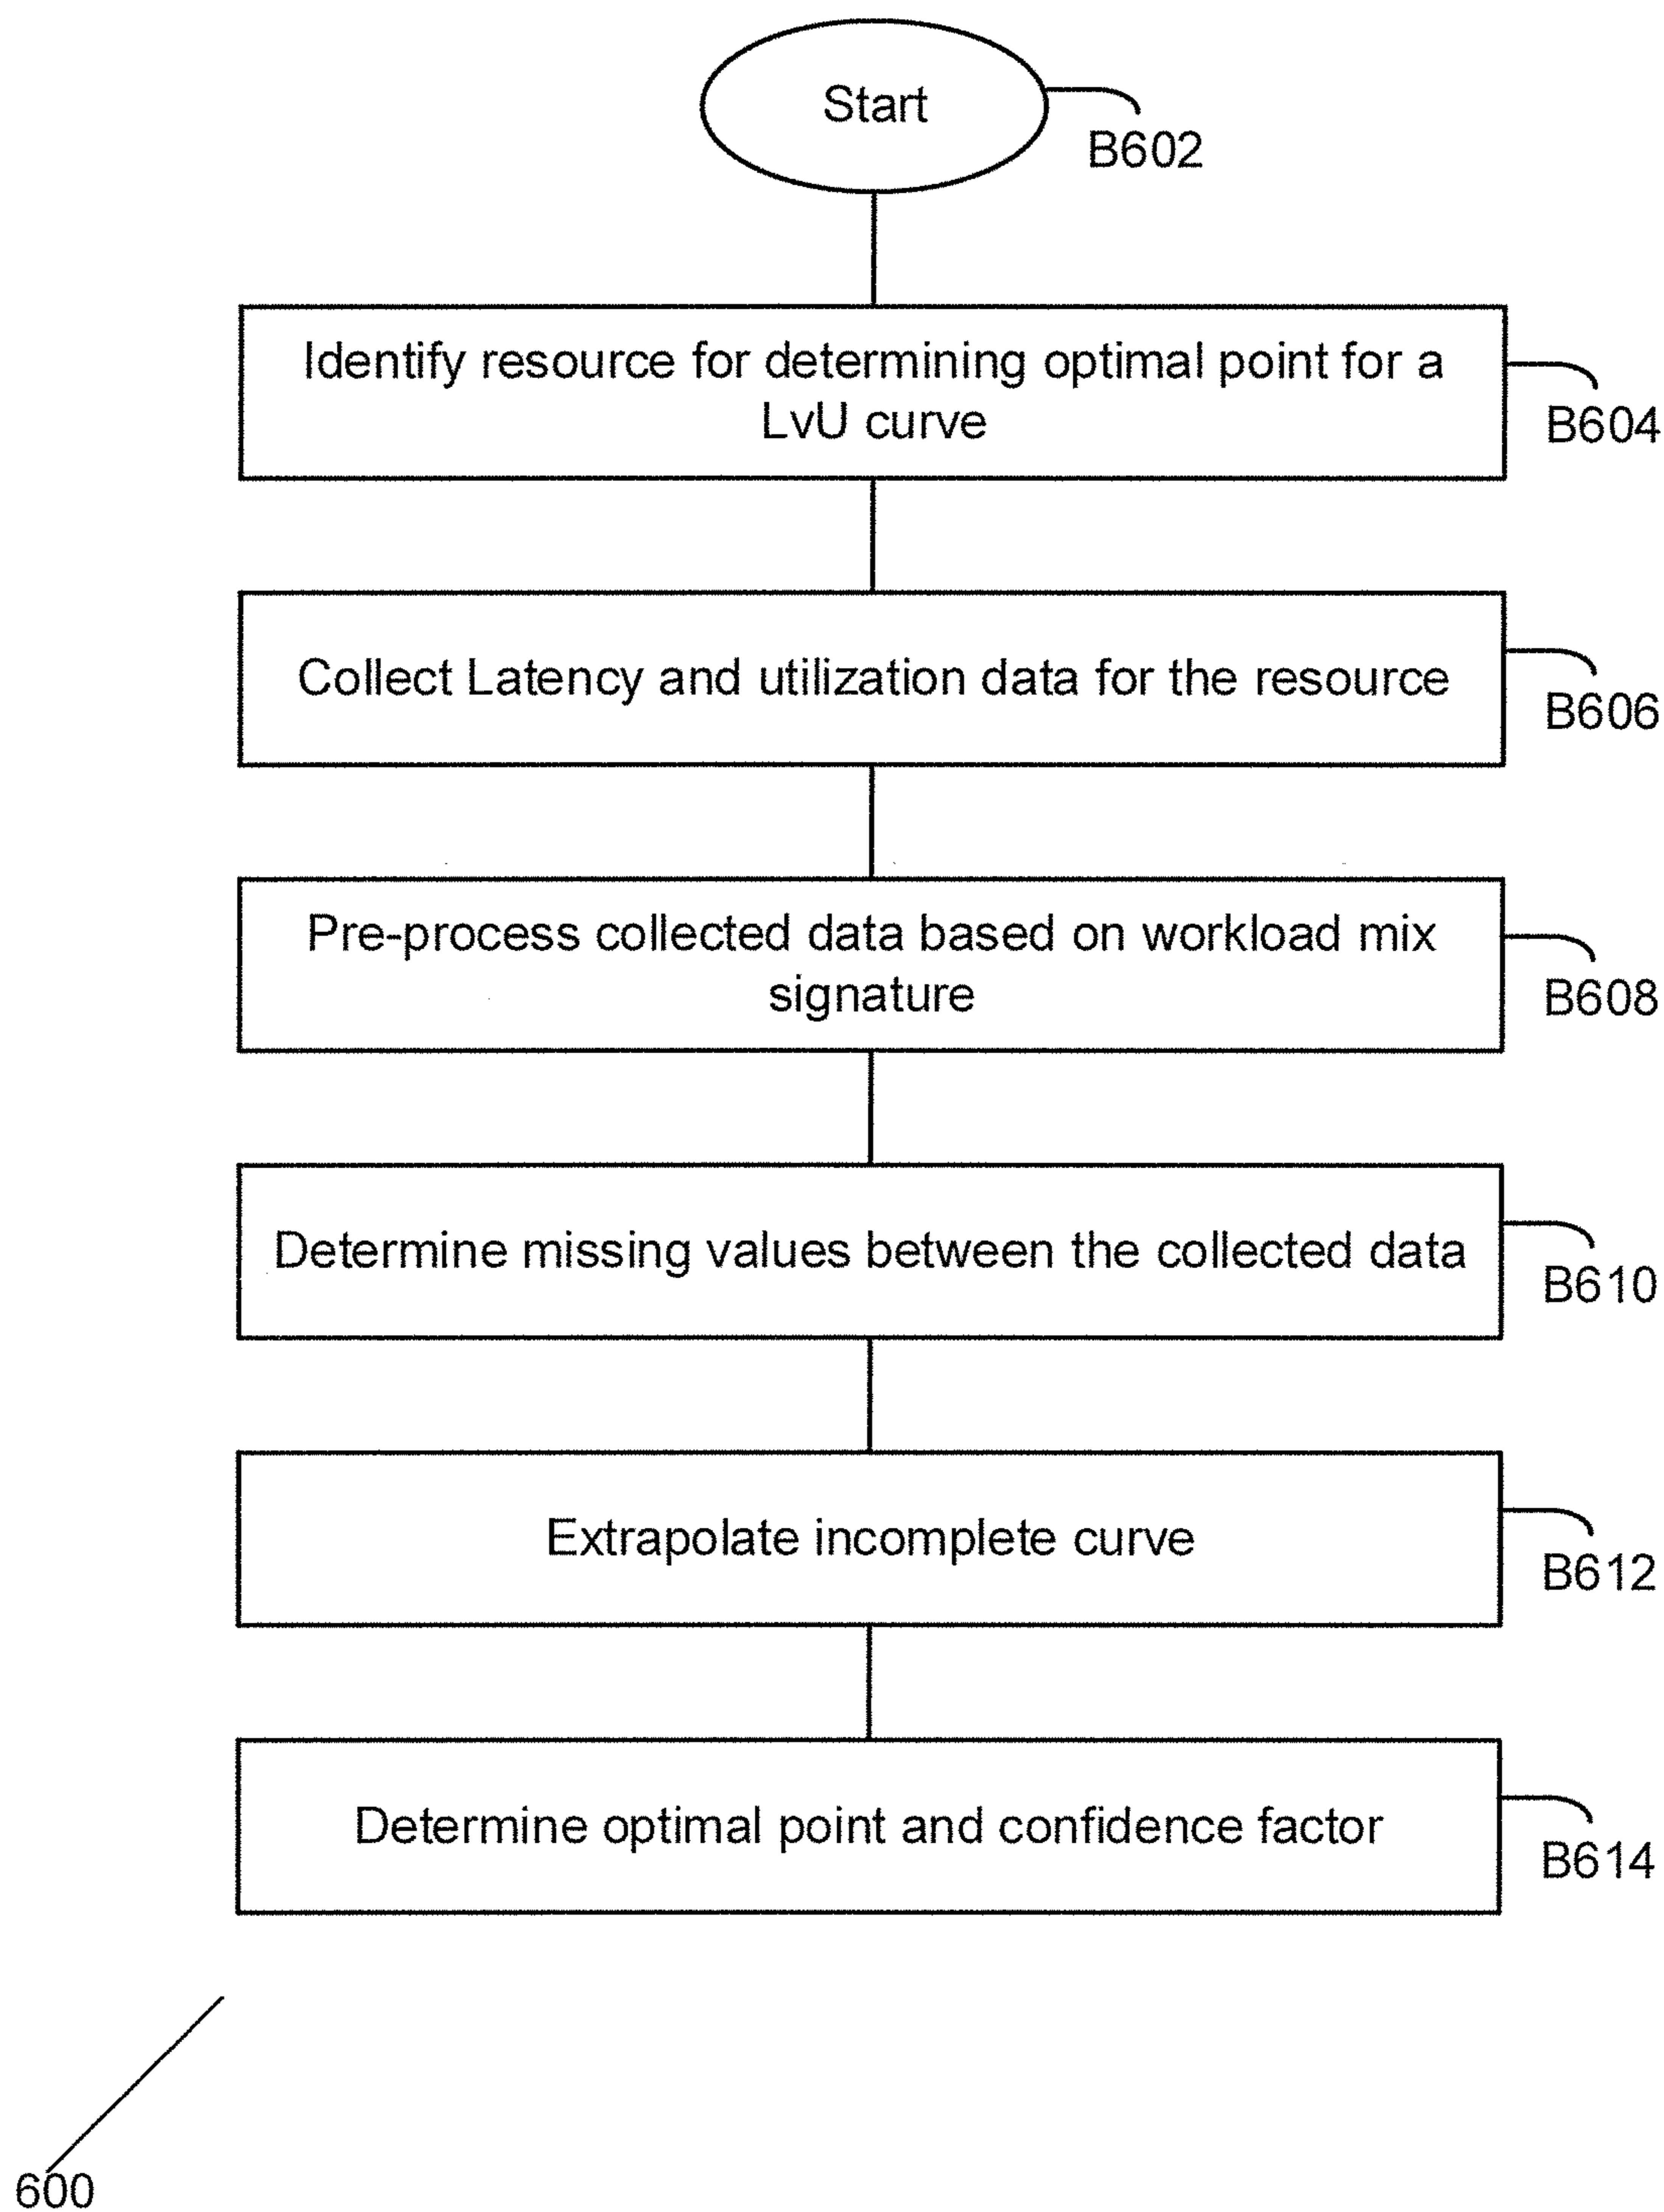 Start
B602
Identify resource for determining optimal point for a
LvU curve
B604
Collect Latency and utilization data for the resource
B606
Pre-process collected data based on workload mix
signature
B608
Determine missing values between the collected data
B610
Extrapolate incomplete curve
B612
Determine optimal point and confidence factor
B614
600